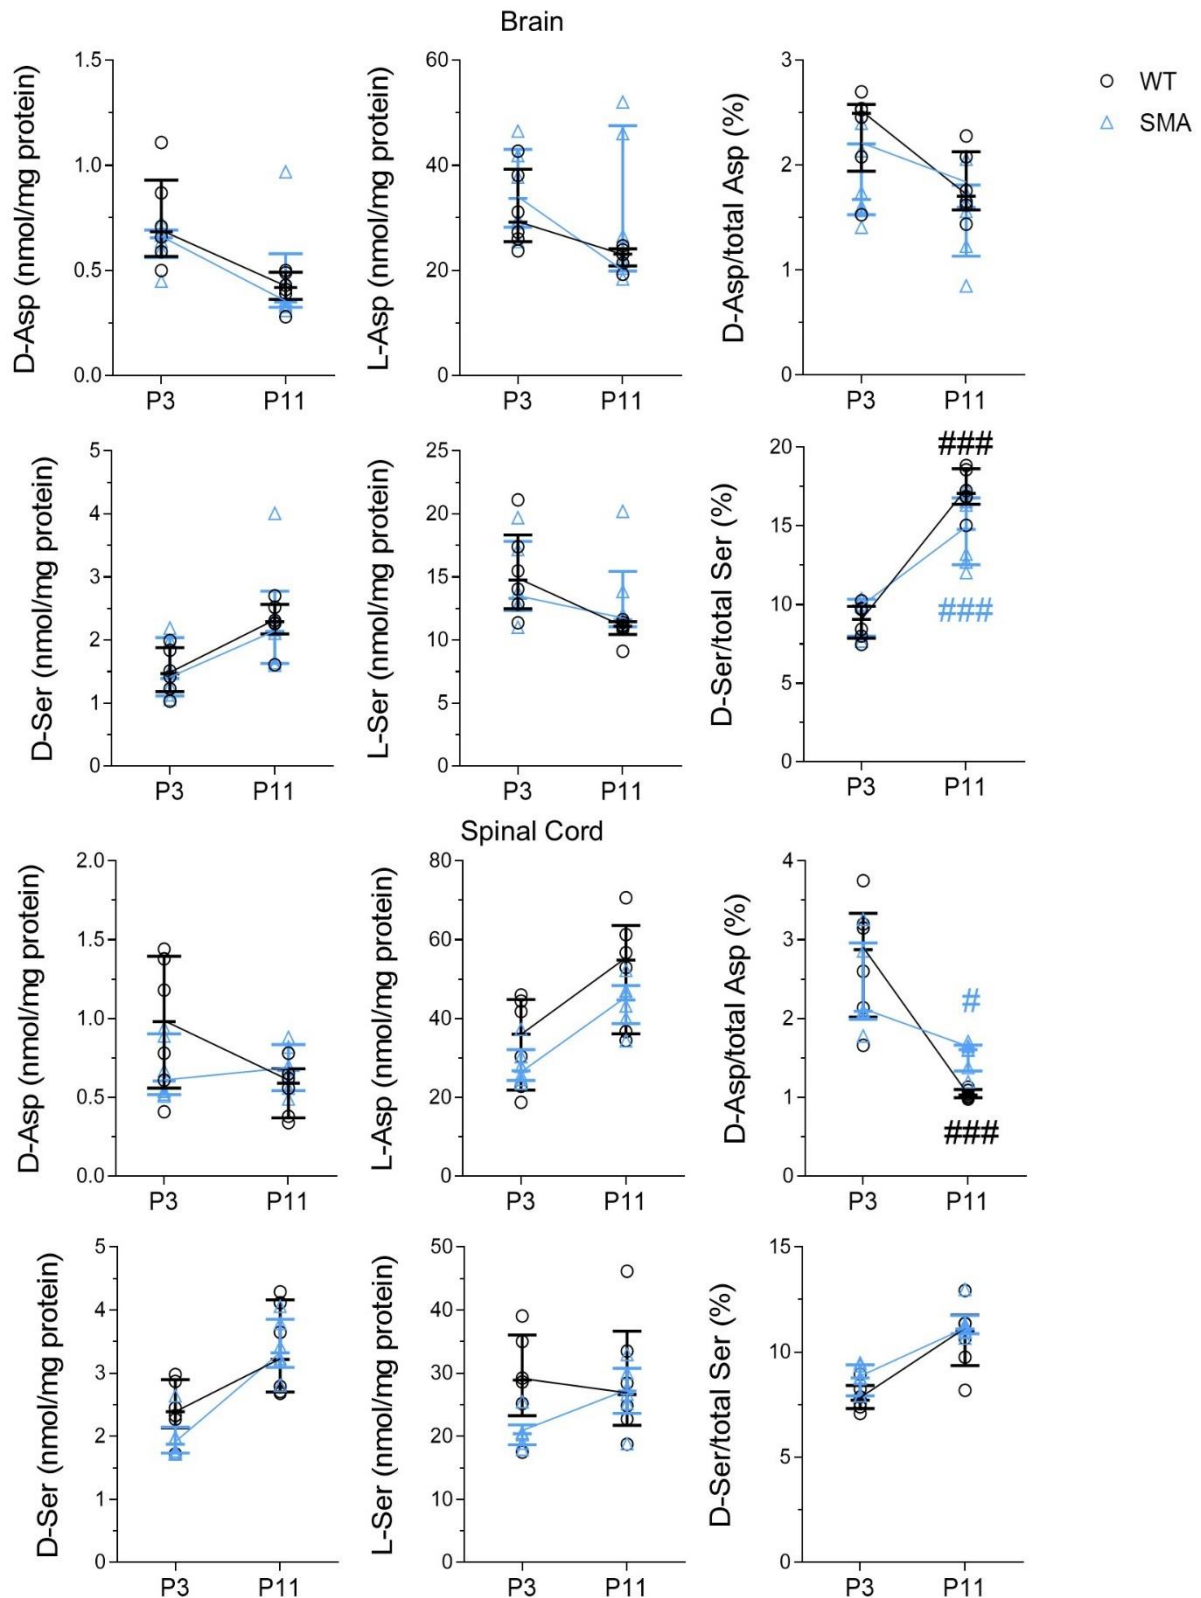 Brain
D-Asp (nmol/mg protein)
1.5
1.0
0.5
0.0
P3 P11
L-Asp (nmol/mg protein)
60
40
20
0
P3 P11
D-Asp/total Asp (%)
3
2
1
0
P3 P11
WT
SMA
D-Ser (nmol/mg protein)
5
4
3
2
1
0
P3 P11
L-Ser (nmol/mg protein)
25
20
15
10
5
0
P3 P11
D-Ser/total Ser (%)
20
15
10
5
0
###
###
P3 P11
Spinal Cord
D-Asp (nmol/mg protein)
2.0
1.5
1.0
0.5
0.0
P3 P11
L-Asp (nmol/mg protein)
80
60
40
20
0
P3 P11
D-Asp/total Asp (%)
4
3
2
1
0
#
###
P3 P11
D-Ser (nmol/mg protein)
5
4
3
2
1
0
P3 P11
L-Ser (nmol/mg protein)
50
40
30
20
10
0
P3 P11
D-Ser/total Ser (%)
15
10
5
0
P3 P11